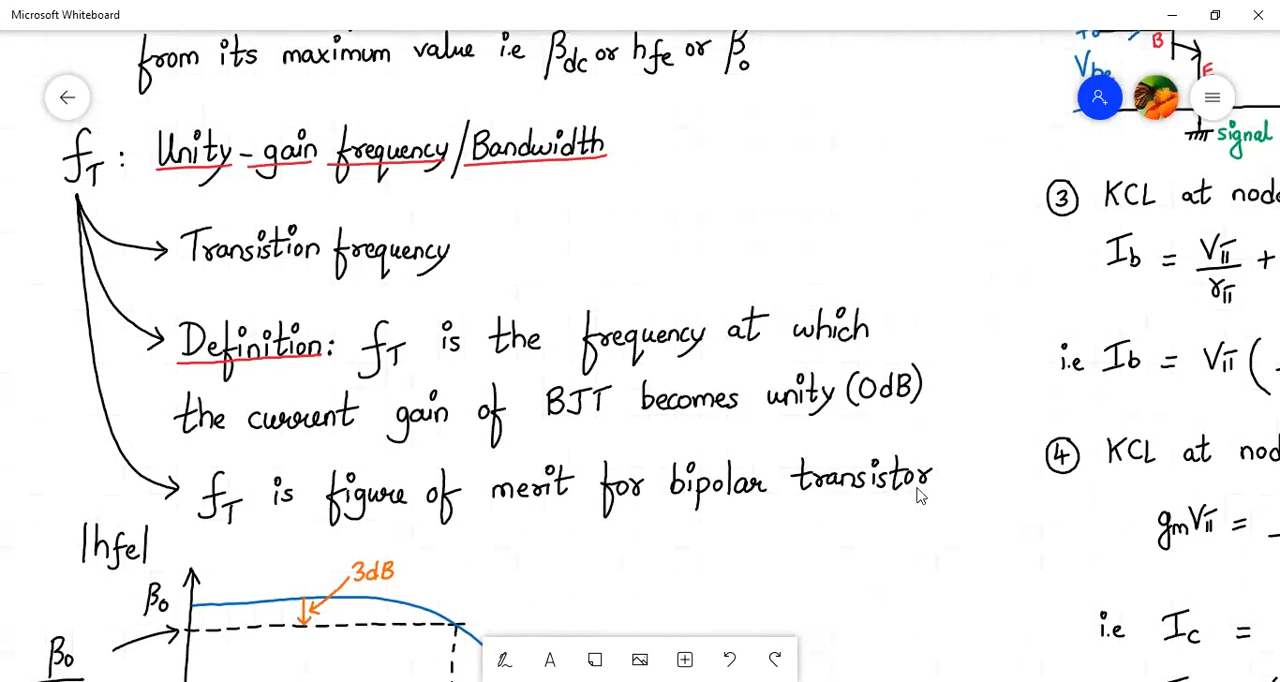 Microsoft Whiteboard
from its maximum value i.e βdc or hfe or β0
fT : Unity-gain frequency/Bandwidth
Transistion frequency
Definition: fT is the frequency at which
the current gain of BJT becomes unity (0dB)
fT is figure of merit for bipolar transistor
|hfe|
3dB
β0
β0
B
Vbe
E
signal
③ KCL at node
Ib = Vπ/rπ +
i.e Ib = Vπ (
④ KCL at nod
gmVπ =
i.e Ic =
A